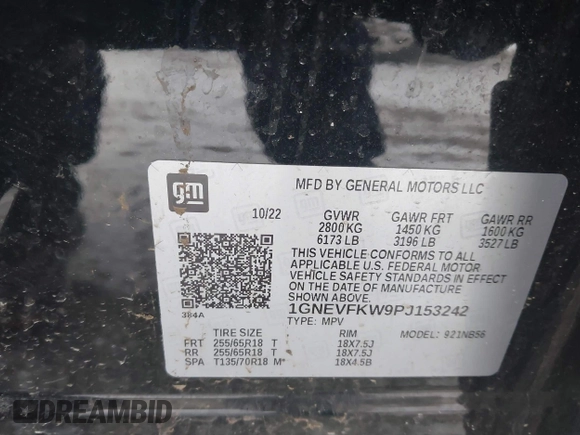 gm
MFD BY GENERAL MOTORS LLC
10/22 GVWR GAWR FRT GAWR RR
2800 KG 1450 KG 1600 KG
6173 LB 3196 LB 3527 LB
THIS VEHICLE CONFORMS TO ALL
APPLICABLE U.S. FEDERAL MOTOR
VEHICLE SAFETY STANDARDS IN EFFECT
ON THE DATE OF MANUFACTURE
SHOWN ABOVE.
384A
1GNEVFKW9PJ153242
TYPE: MPV MODEL: 921NB56
TIRE SIZE RIM
FRT 255/65R18 T 18X7.5J
RR 255/65R18 T 18X7.5J
SPA T135/70R18 M* 18X4.5B
DREAMBID